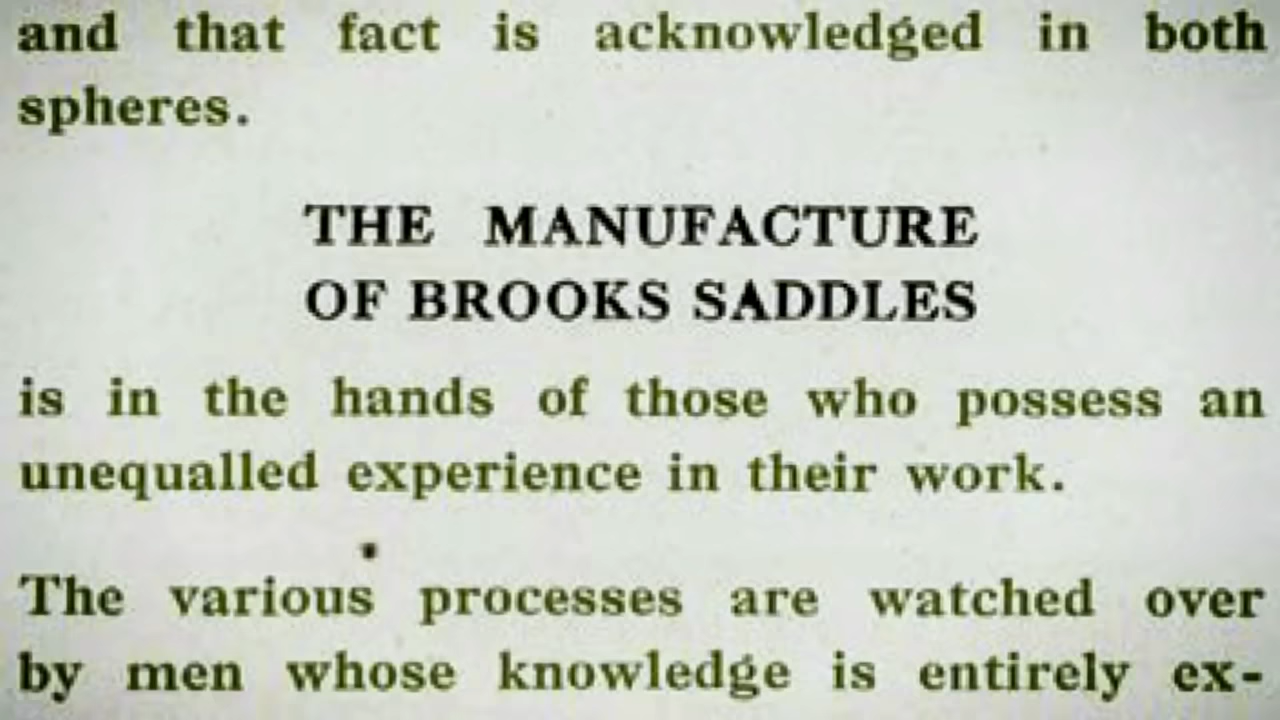 and that fact is acknowledged in both
spheres.
THE MANUFACTURE
OF BROOKS SADDLES
is in the hands of those who possess an
unequalled experience in their work.
The various processes are watched over
by men whose knowledge is entirely ex-